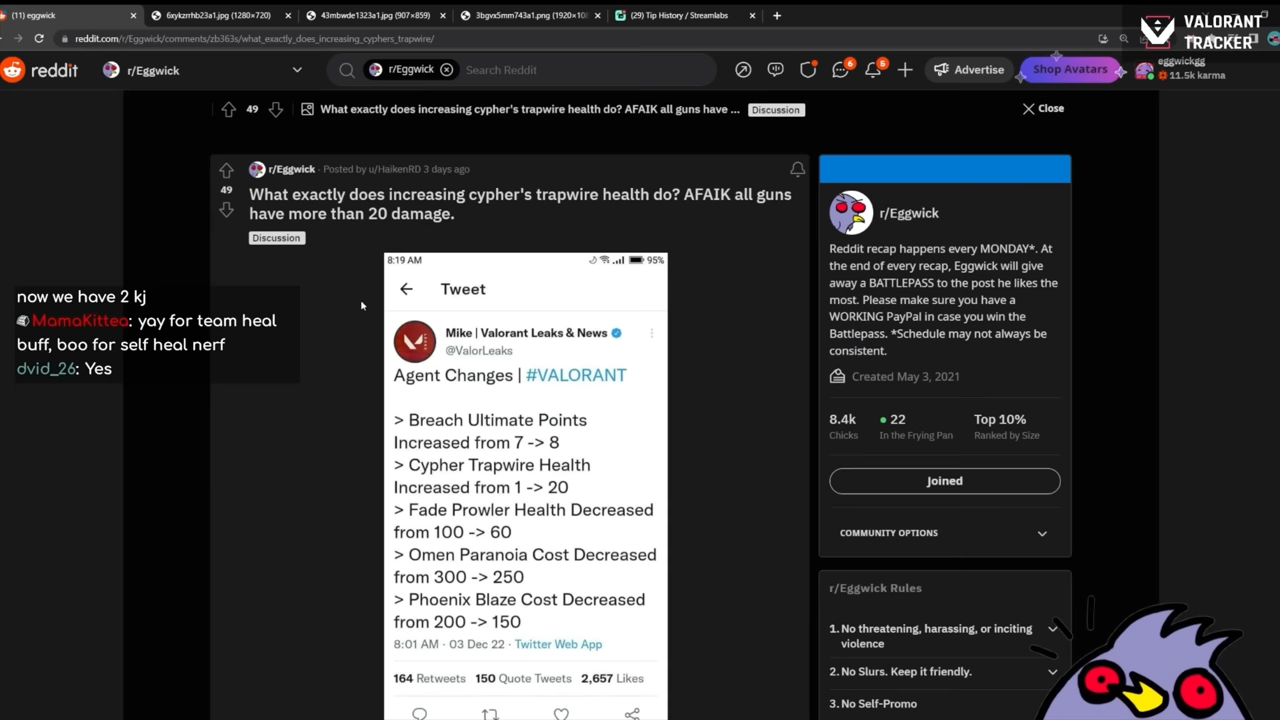 (11) eggwick
6xykzrrhb23a1.jpg (1280×720)
43mbwde1323a1.jpg (907×859)
3bgvx5mm743a1.png (1920×10
(29) Tip History / Streamlabs
VALORANT
TRACKER
reddit.com/r/Eggwick/comments/zb363s/what_exactly_does_increasing_cyphers_trapwire/
reddit
r/Eggwick
r/Eggwick
Search Reddit
6
5
Advertise
Shop Avatars
eggwickgg
11.5k karma
49
What exactly does increasing cypher's trapwire health do? AFAIK all guns have ...
Discussion
Close
r/Eggwick · Posted by u/HaikenRD 3 days ago
49
What exactly does increasing cypher's trapwire health do? AFAIK all guns
have more than 20 damage.
Discussion
8:19 AM
95%
Tweet
Mike | Valorant Leaks & News
@ValorLeaks
Agent Changes | #VALORANT
> Breach Ultimate Points
Increased from 7 -> 8
> Cypher Trapwire Health
Increased from 1 -> 20
> Fade Prowler Health Decreased
from 100 -> 60
> Omen Paranoia Cost Decreased
from 300 -> 250
> Phoenix Blaze Cost Decreased
from 200 -> 150
8:01 AM · 03 Dec 22 · Twitter Web App
164 Retweets 150 Quote Tweets 2,657 Likes
now we have 2 kj
MamaKittea: yay for team heal
buff, boo for self heal nerf
dvid_26: Yes
r/Eggwick
Reddit recap happens every MONDAY*. At
the end of every recap, Eggwick will give
away a BATTLEPASS to the post he likes the
most. Please make sure you have a
WORKING PayPal in case you win the
Battlepass. *Schedule may not always be
consistent.
Created May 3, 2021
8.4k
Chicks
22
In the Frying Pan
Top 10%
Ranked by Size
Joined
COMMUNITY OPTIONS
r/Eggwick Rules
1. No threatening, harassing, or inciting
violence
2. No Slurs. Keep it friendly.
3. No Self-Promo